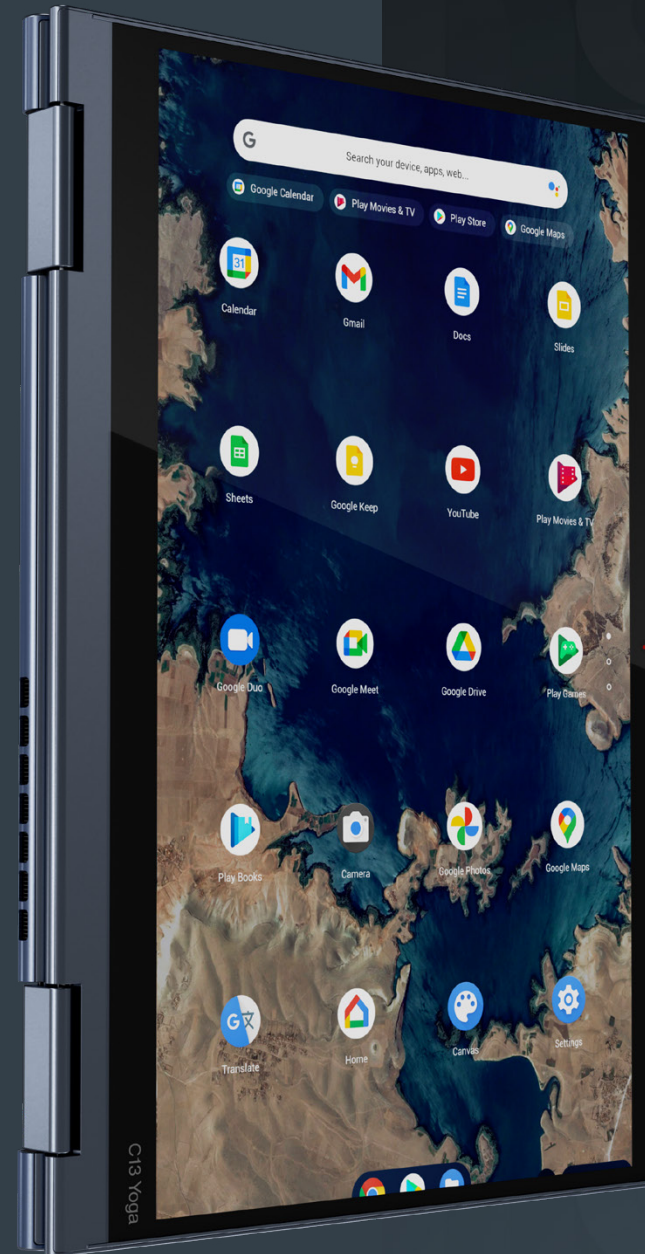 G
Search your device, apps, web...
Google Calendar
Play Movies & TV
Play Store
Google Maps
31
Calendar
Gmail
Docs
Slides
Sheets
Google Keep
YouTube
Play Movies & TV
Google Duo
Google Meet
Google Drive
Play Games
Play Books
Camera
Google Photos
Google Maps
G文
Translate
Home
Canvas
Settings
C13 Yoga